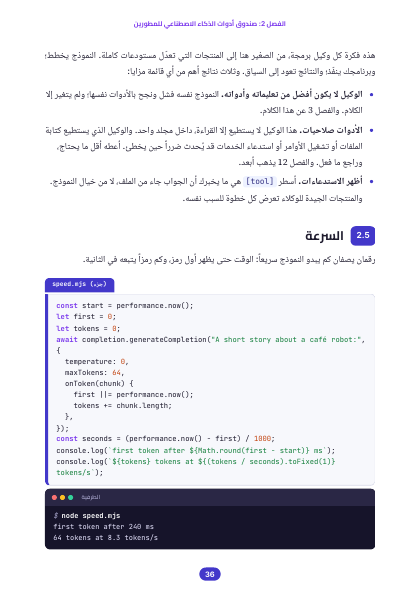 الفصل 2: صندوق أدوات الذكاء الاصطناعي للمطورين
هذه فكرة كل وكيل برمجة، من الصغير هنا إلى المنتجات التي تعدّل مستودعات كاملة. النموذج يخطط؛
وبرنامجك ينفّذ؛ والنتائج تعود إلى السياق. وثلاث نتائج أهم من أي قائمة مزايا:
• الوكيل لا يكون أفضل من تعليماته وأدواته. النموذج نفسه فشل ونجح بالأدوات نفسها؛ ولم يتغير إلا
الكلام. والفصل 3 عن هذا الكلام.
• الأدوات صلاحيات. هذا الوكيل لا يستطيع إلا القراءة، داخل مجلد واحد. والوكيل الذي يستطيع كتابة
الملفات أو تشغيل الأوامر أو استدعاء الخدمات قد يُحدث ضرراً حين يخطئ. أعطه أقل ما يحتاج،
وراجع ما فعل. والفصل 12 يذهب أبعد.
• أظهر الاستدعاءات. أسطر [tool] هي ما يخبرك أن الجواب جاء من الملف، لا من خيال النموذج.
والمنتجات الجيدة للوكلاء تعرض كل خطوة للسبب نفسه.
2.5 السرعة
رقمان يصفان كم يبدو النموذج سريعاً: الوقت حتى يظهر أول رمز، وكم رمزاً يتبعه في الثانية.
speed.mjs (جزء)
const start = performance.now();
let first = 0;
let tokens = 0;
await completion.generateCompletion("A short story about a café robot:",
{
temperature: 0,
maxTokens: 64,
onToken(chunk) {
first ||= performance.now();
tokens += chunk.length;
},
});
const seconds = (performance.now() - first) / 1000;
console.log(`first token after ${Math.round(first - start)} ms`);
console.log(`${tokens} tokens at ${(tokens / seconds).toFixed(1)}
tokens/s`);
الطرفية
$ node speed.mjs
first token after 240 ms
64 tokens at 8.3 tokens/s
36